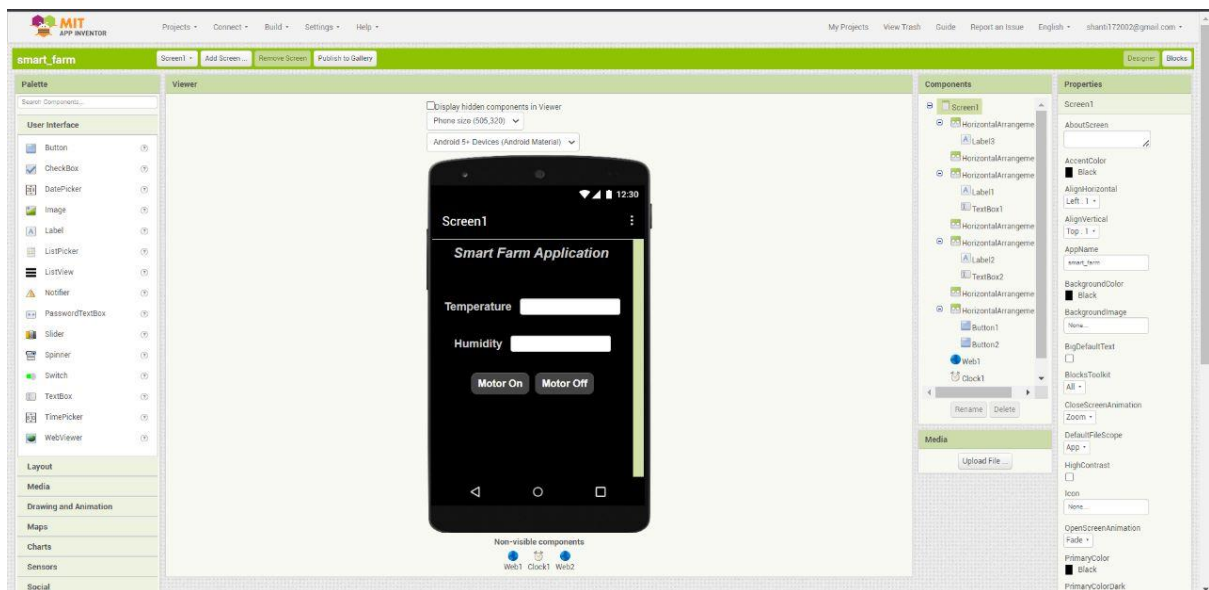 MIT
APP INVENTOR
Projects Connect Build Settings Help
My Projects View Trash Guide Report an Issue English shanti172002@gmail.com
smart_farm
Screen1 Add Screen ... Remove Screen Publish to Gallery
Designer Blocks
Palette
Search Components...
User Interface
Button
CheckBox
DatePicker
Image
Label
ListPicker
ListView
Notifier
PasswordTextBox
Slider
Spinner
Switch
TextBox
TimePicker
WebViewer
Layout
Media
Drawing and Animation
Maps
Charts
Sensors
Social
Viewer
Display hidden components in Viewer
Phone size (505,320)
Android 5+ Devices (Android Material)
12:30
Screen1
Smart Farm Application
Temperature
Humidity
Motor On Motor Off
Non-visible components
Web1 Clock1 Web2
Components
Screen1
HorizontalArrangeme
Label3
HorizontalArrangeme
HorizontalArrangeme
Label1
TextBox1
HorizontalArrangeme
HorizontalArrangeme
Label2
TextBox2
HorizontalArrangeme
HorizontalArrangeme
Button1
Button2
Web1
Clock1
Rename Delete
Media
Upload File ...
Properties
Screen1
AboutScreen
AccentColor
Black
AlignHorizontal
Left : 1
AlignVertical
Top : 1
AppName
smart_farm
BackgroundColor
Black
BackgroundImage
None...
BigDefaultText
BlocksToolkit
All
CloseScreenAnimation
Zoom
DefaultFileScope
App
HighContrast
Icon
None...
OpenScreenAnimation
Fade
PrimaryColor
Black
PrimaryColorDark